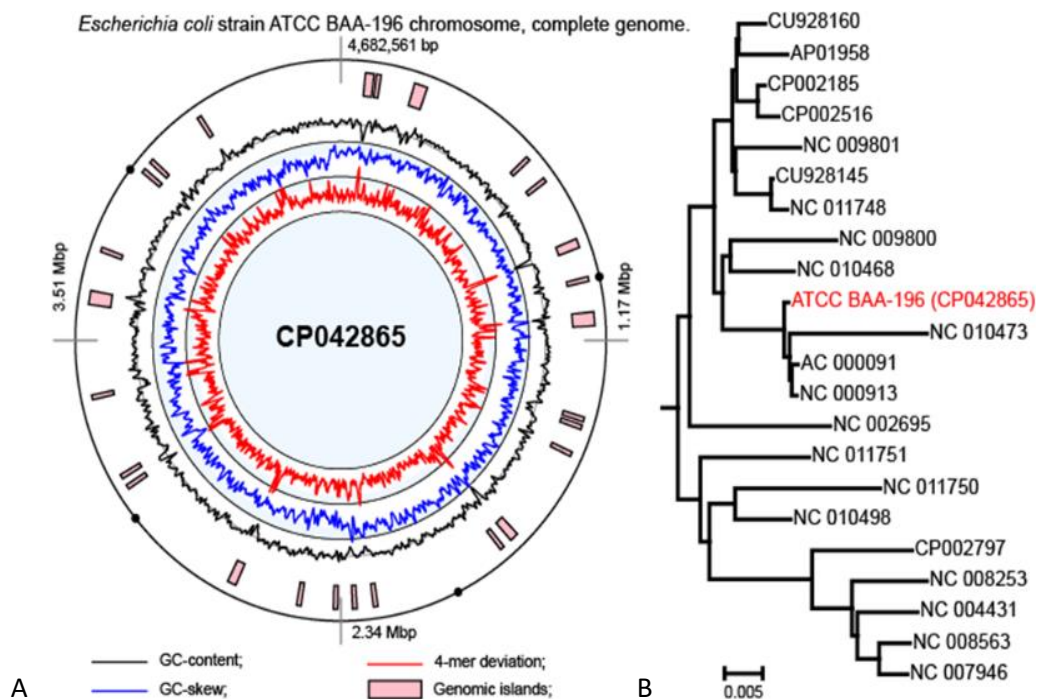 Escherichia coli strain ATCC BAA-196 chromosome, complete genome.
4,682,561 bp
1.17 Mbp
2.34 Mbp
3.51 Mbp
CP042865
GC-content;
GC-skew;
4-mer deviation;
Genomic islands;
A
CU928160
AP01958
CP002185
CP002516
NC 009801
CU928145
NC 011748
NC 009800
NC 010468
ATCC BAA-196 (CP042865)
NC 010473
AC 000091
NC 000913
NC 002695
NC 011751
NC 011750
NC 010498
CP002797
NC 008253
NC 004431
NC 008563
NC 007946
0.005
B